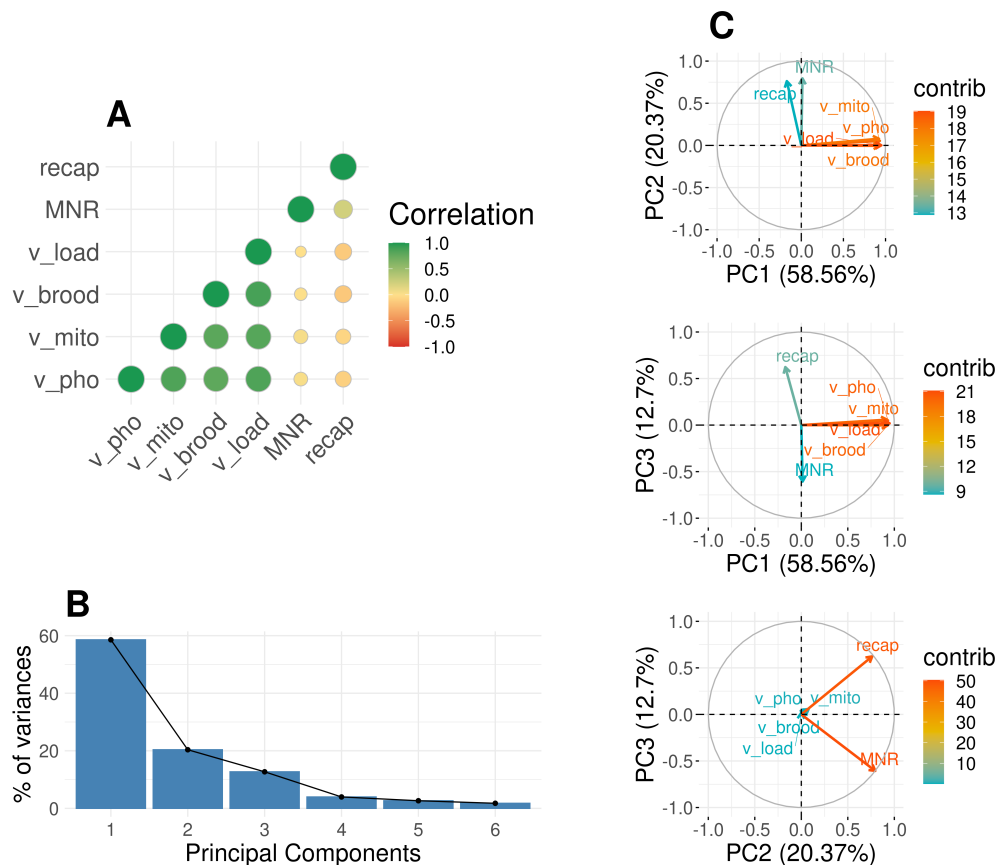 A
recap
MNR
v_load
v_brood
v_mito
v_pho
v_pho
v_mito
v_brood
v_load
MNR
recap
Correlation
1.0
0.5
0.0
-0.5
-1.0
B
% of variances
60
40
20
0
1 2 3 4 5 6
Principal Components
C
PC2 (20.37%)
1.0
0.5
0.0
-0.5
-1.0
MNR
recap
v_mito
v_pho
v_load
v_brood
-1.0 -0.5 0.0 0.5 1.0
PC1 (58.56%)
contrib
19
18
17
16
15
14
13
PC3 (12.7%)
1.0
0.5
0.0
-0.5
-1.0
recap
v_pho
v_mito
v_load
v_brood
MNR
-1.0 -0.5 0.0 0.5 1.0
PC1 (58.56%)
contrib
21
18
15
12
9
PC3 (12.7%)
1.0
0.5
0.0
-0.5
-1.0
recap
v_pho
v_mito
v_brood
v_load
MNR
-1.0 -0.5 0.0 0.5 1.0
PC2 (20.37%)
contrib
50
40
30
20
10